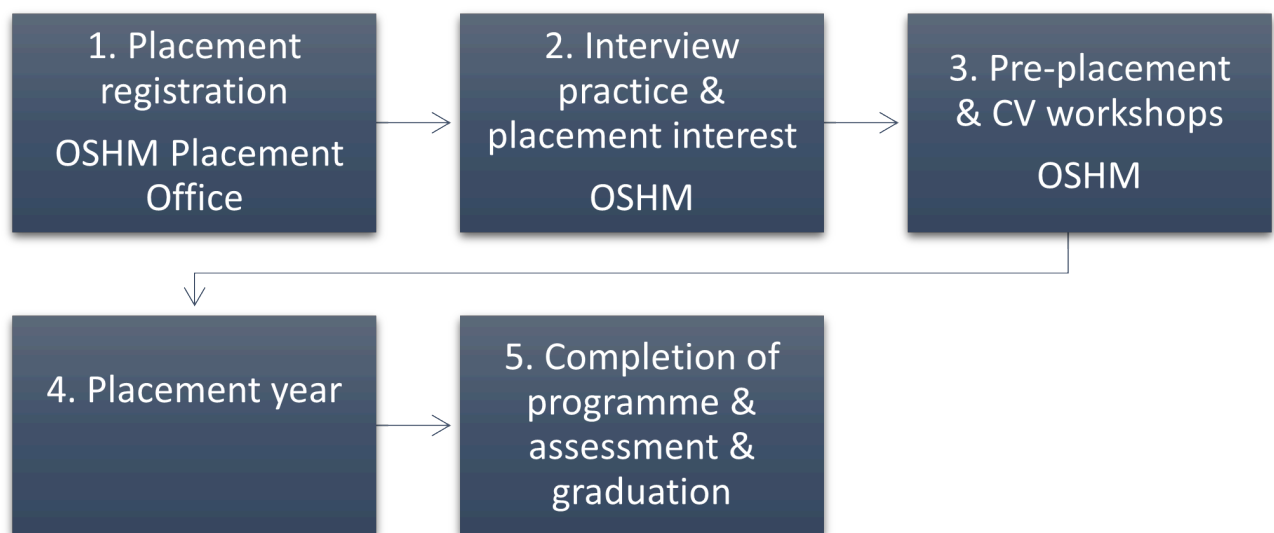 1. Placement
registration
OSHM Placement
Office
2. Interview
practice &
placement interest
OSHM
3. Pre-placement
& CV workshops
OSHM
4. Placement year
5. Completion of
programme &
assessment &
graduation